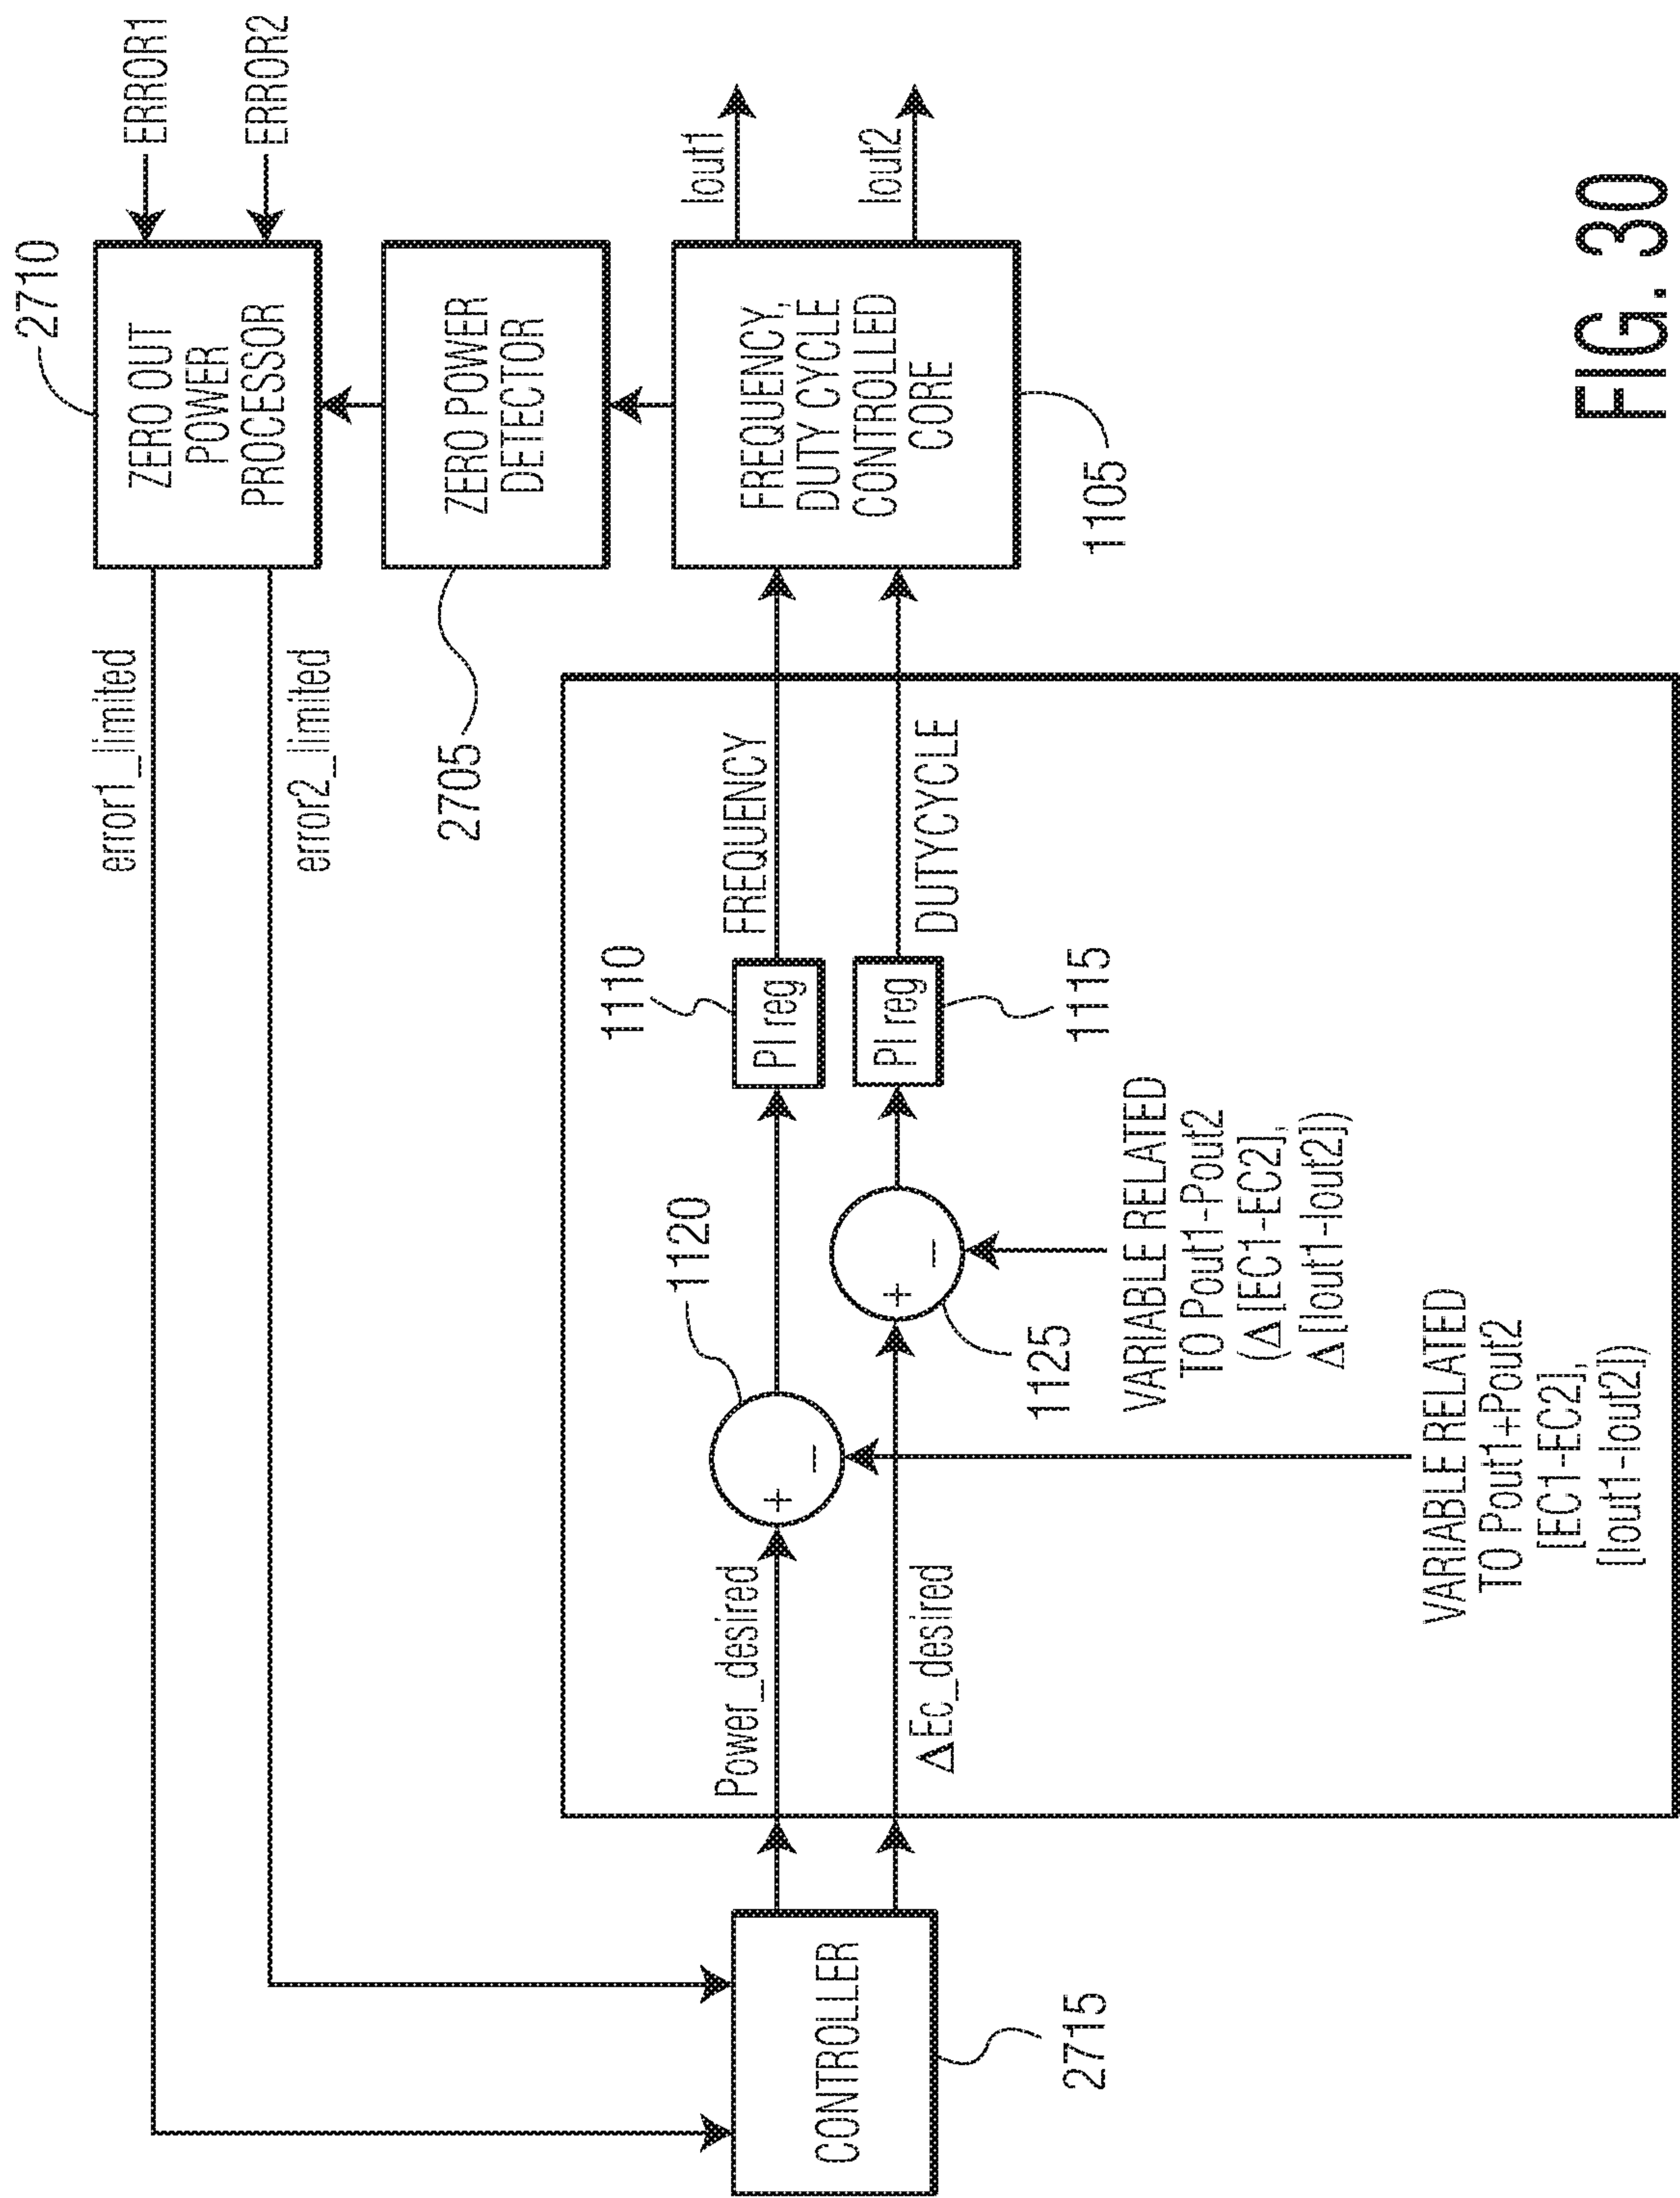 2710
ZERO OUT
POWER
PROCESSOR
ERROR1
ERROR2
error1_limited
error2_limited
ZERO POWER
DETECTOR
2705
FREQUENCY,
DUTY CYCLE
CONTROLLED
CORE
1105
Iout1
Iout2
CONTROLLER
2715
Power_desired
ΔEc_desired
1120
+
−
1125
+
−
1110
PI reg
FREQUENCY
1115
PI reg
DUTYCYCLE
VARIABLE RELATED
TO Pout1-Pout2
(Δ[EC1-EC2],
Δ[Iout1-Iout2])
VARIABLE RELATED
TO Pout1+Pout2
[EC1-EC2],
[Iout1-Iout2])
FIG. 30